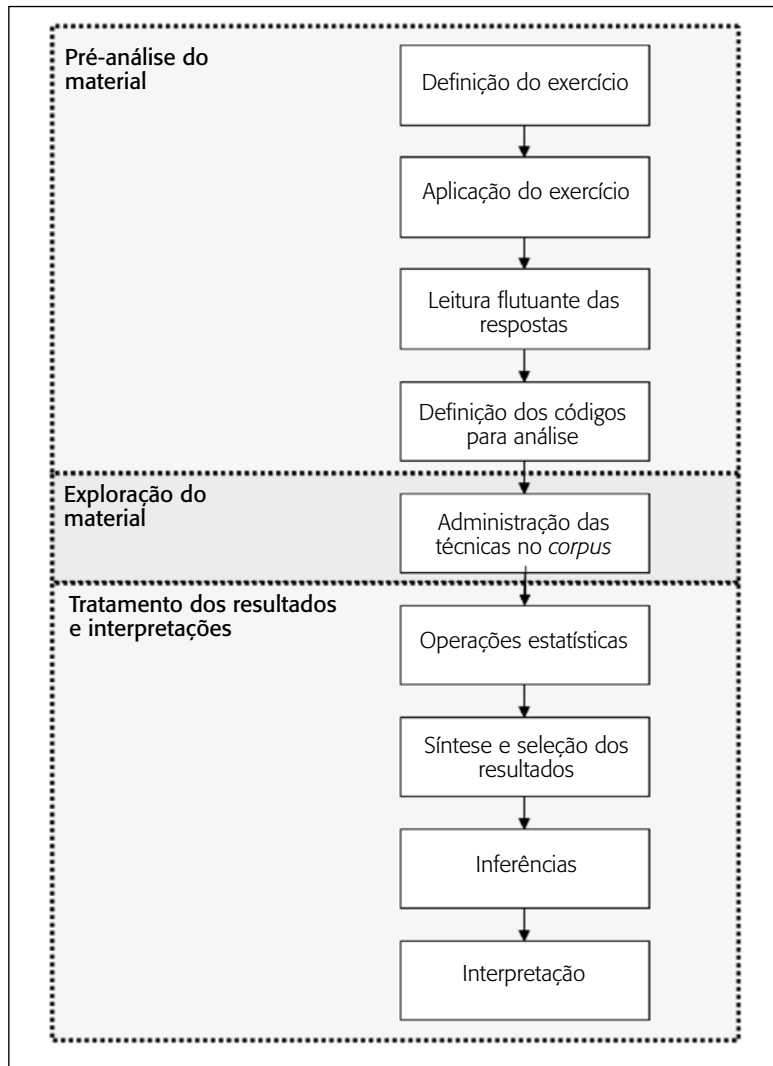 Pré-análise do
material
Definição do exercício
Aplicação do exercício
Leitura flutuante das
respostas
Definição dos códigos
para análise
Exploração do
material
Administração das
técnicas no corpus
Tratamento dos resultados
e interpretações
Operações estatísticas
Síntese e seleção dos
resultados
Inferências
Interpretação